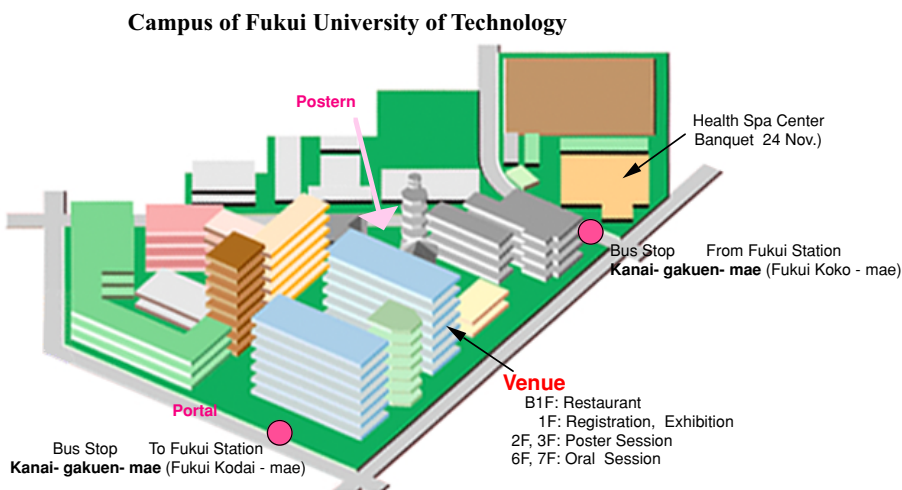 Campus of Fukui University of Technology
Postern
Health Spa Center
Banquet 24 Nov.)
Bus Stop From Fukui Station
Kanai- gakuen- mae (Fukui Koko - mae)
Venue
B1F: Restaurant
1F: Registration, Exhibition
2F, 3F: Poster Session
6F, 7F: Oral Session
Portal
Bus Stop To Fukui Station
Kanai- gakuen- mae (Fukui Kodai - mae)